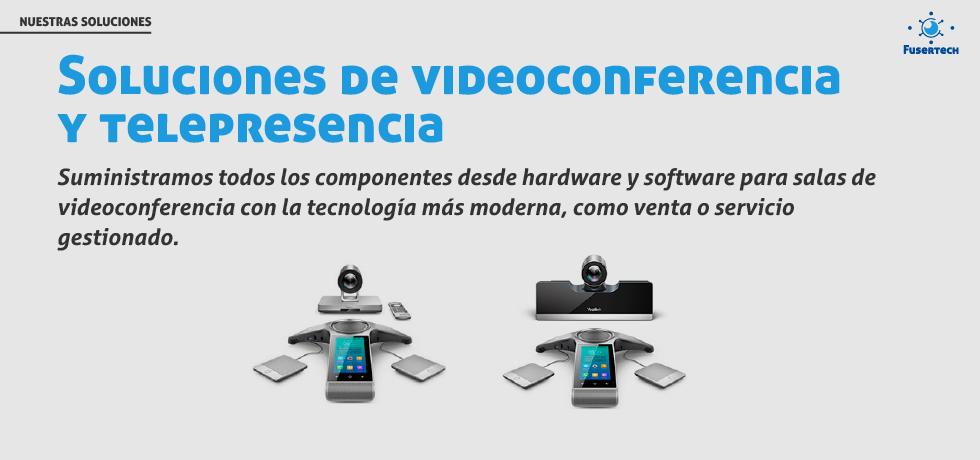 NUESTRAS SOLUCIONES
FUSERTECH
SOLUCIONES DE VIDEOCONFERENCIA
Y TELEPRESENCIA
Suministramos todos los componentes desde hardware y software para salas de
videoconferencia con la tecnología más moderna, como venta o servicio
gestionado.
Yealink